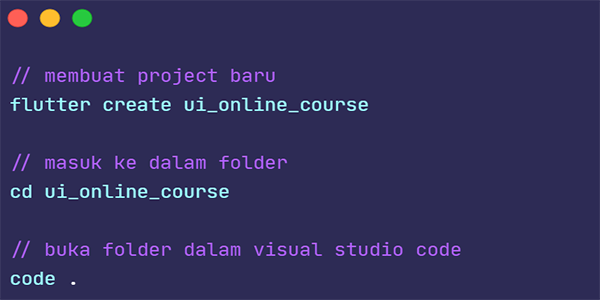 // membuat project baru
flutter create ui_online_course
// masuk ke dalam folder
cd ui_online_course
// buka folder dalam visual studio code
code .